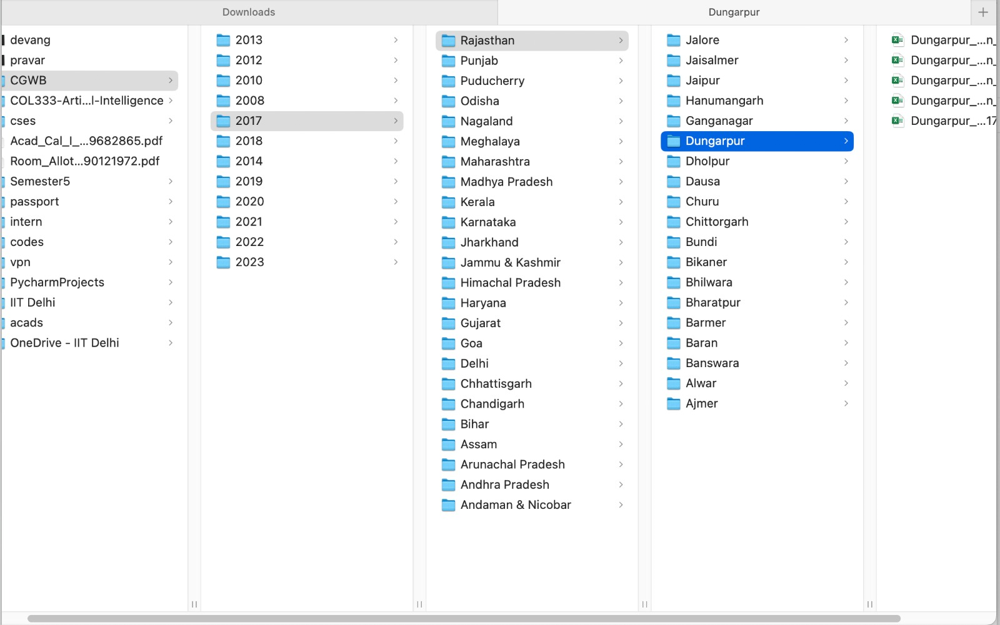 Downloads
Dungarpur
devang
pravar
CGWB
COL333-Arti...l-Intelligence
cses
Acad_Cal_I_...9682865.pdf
Room_Allot...90121972.pdf
Semester5
passport
intern
codes
vpn
PycharmProjects
IIT Delhi
acads
OneDrive - IIT Delhi
2013
2012
2010
2008
2017
2018
2014
2019
2020
2021
2022
2023
Rajasthan
Punjab
Puducherry
Odisha
Nagaland
Meghalaya
Maharashtra
Madhya Pradesh
Kerala
Karnataka
Jharkhand
Jammu & Kashmir
Himachal Pradesh
Haryana
Gujarat
Goa
Delhi
Chhattisgarh
Chandigarh
Bihar
Assam
Arunachal Pradesh
Andhra Pradesh
Andaman & Nicobar
Jalore
Jaisalmer
Jaipur
Hanumangarh
Ganganagar
Dungarpur
Dholpur
Dausa
Churu
Chittorgarh
Bundi
Bikaner
Bhilwara
Bharatpur
Barmer
Baran
Banswara
Alwar
Ajmer
Dungarpur_...n_
Dungarpur_...n_
Dungarpur_...n_
Dungarpur_...n_
Dungarpur_...17